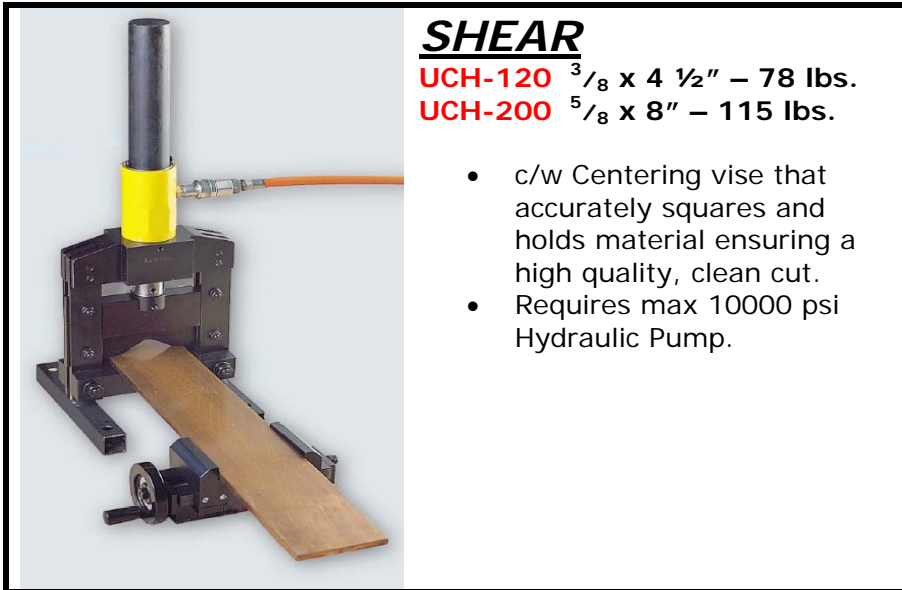 SHEAR
UCH-120 ³/₈ x 4 ½” – 78 lbs.
UCH-200 ⁵/₈ x 8” – 115 lbs.
• c/w Centering vise that
accurately squares and
holds material ensuring a
high quality, clean cut.
• Requires max 10000 psi
Hydraulic Pump.